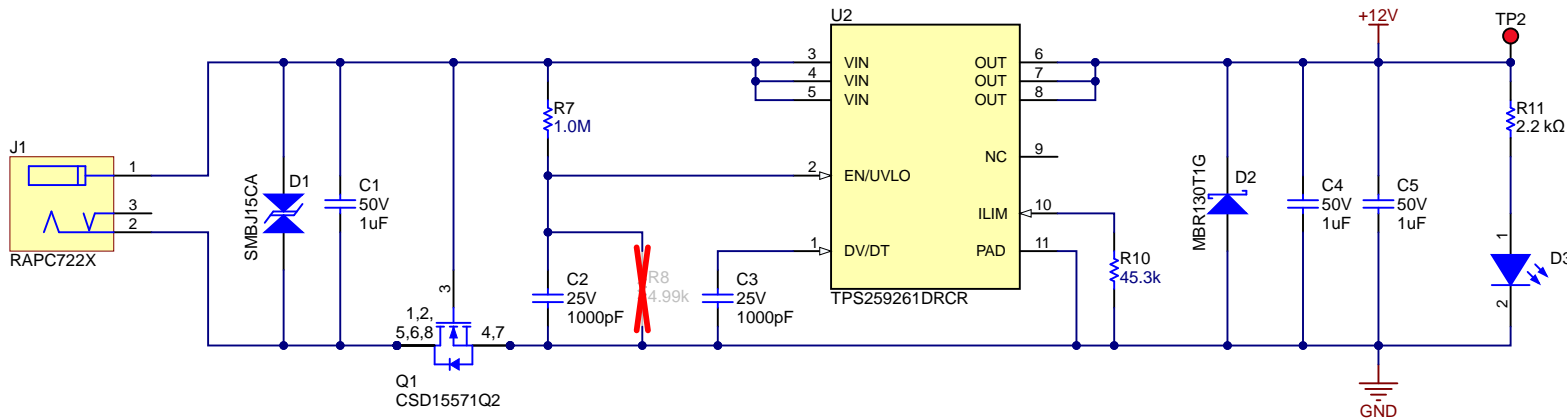 U2
+12V
TP2
3
VIN
OUT
6
4
VIN
OUT
7
5
VIN
OUT
8
R7
1.0M
R11
2.2 kΩ
J1
1
3
2
RAPC722X
D1
SMBJ15CA
C1
50V
1uF
2
EN/UVLO
NC
9
MBR130T1G
D2
C4
50V
1uF
C5
50V
1uF
ILIM
10
1
DV/DT
PAD
11
R10
45.3k
3
C2
25V
1000pF
R8
4.99k
C3
25V
1000pF
TPS259261DRCR
1
D3
2
1,2,
5,6,8
4,7
Q1
CSD15571Q2
GND